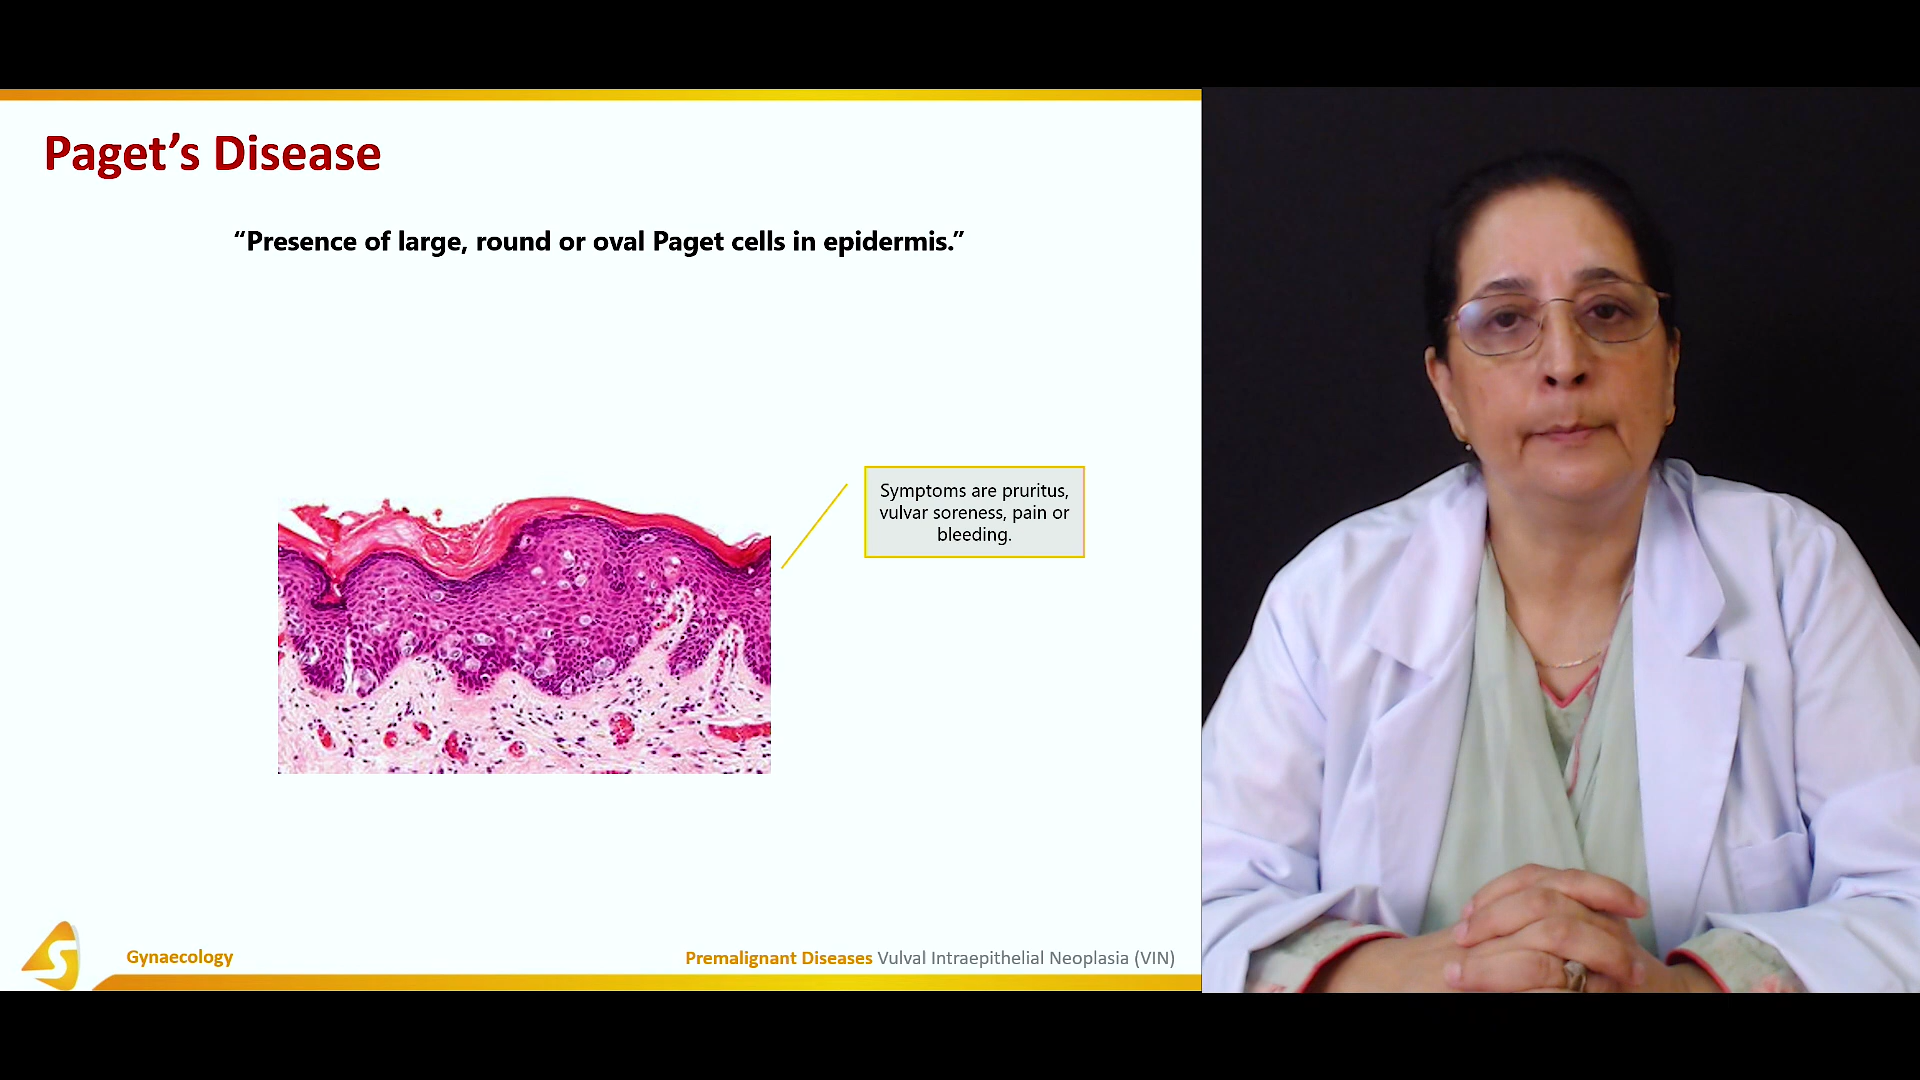 Paget’s Disease
“Presence of large, round or oval Paget cells in epidermis.”
Symptoms are pruritus,
vulvar soreness, pain or
bleeding.
Gynaecology
Premalignant Diseases Vulval Intraepithelial Neoplasia (VIN)